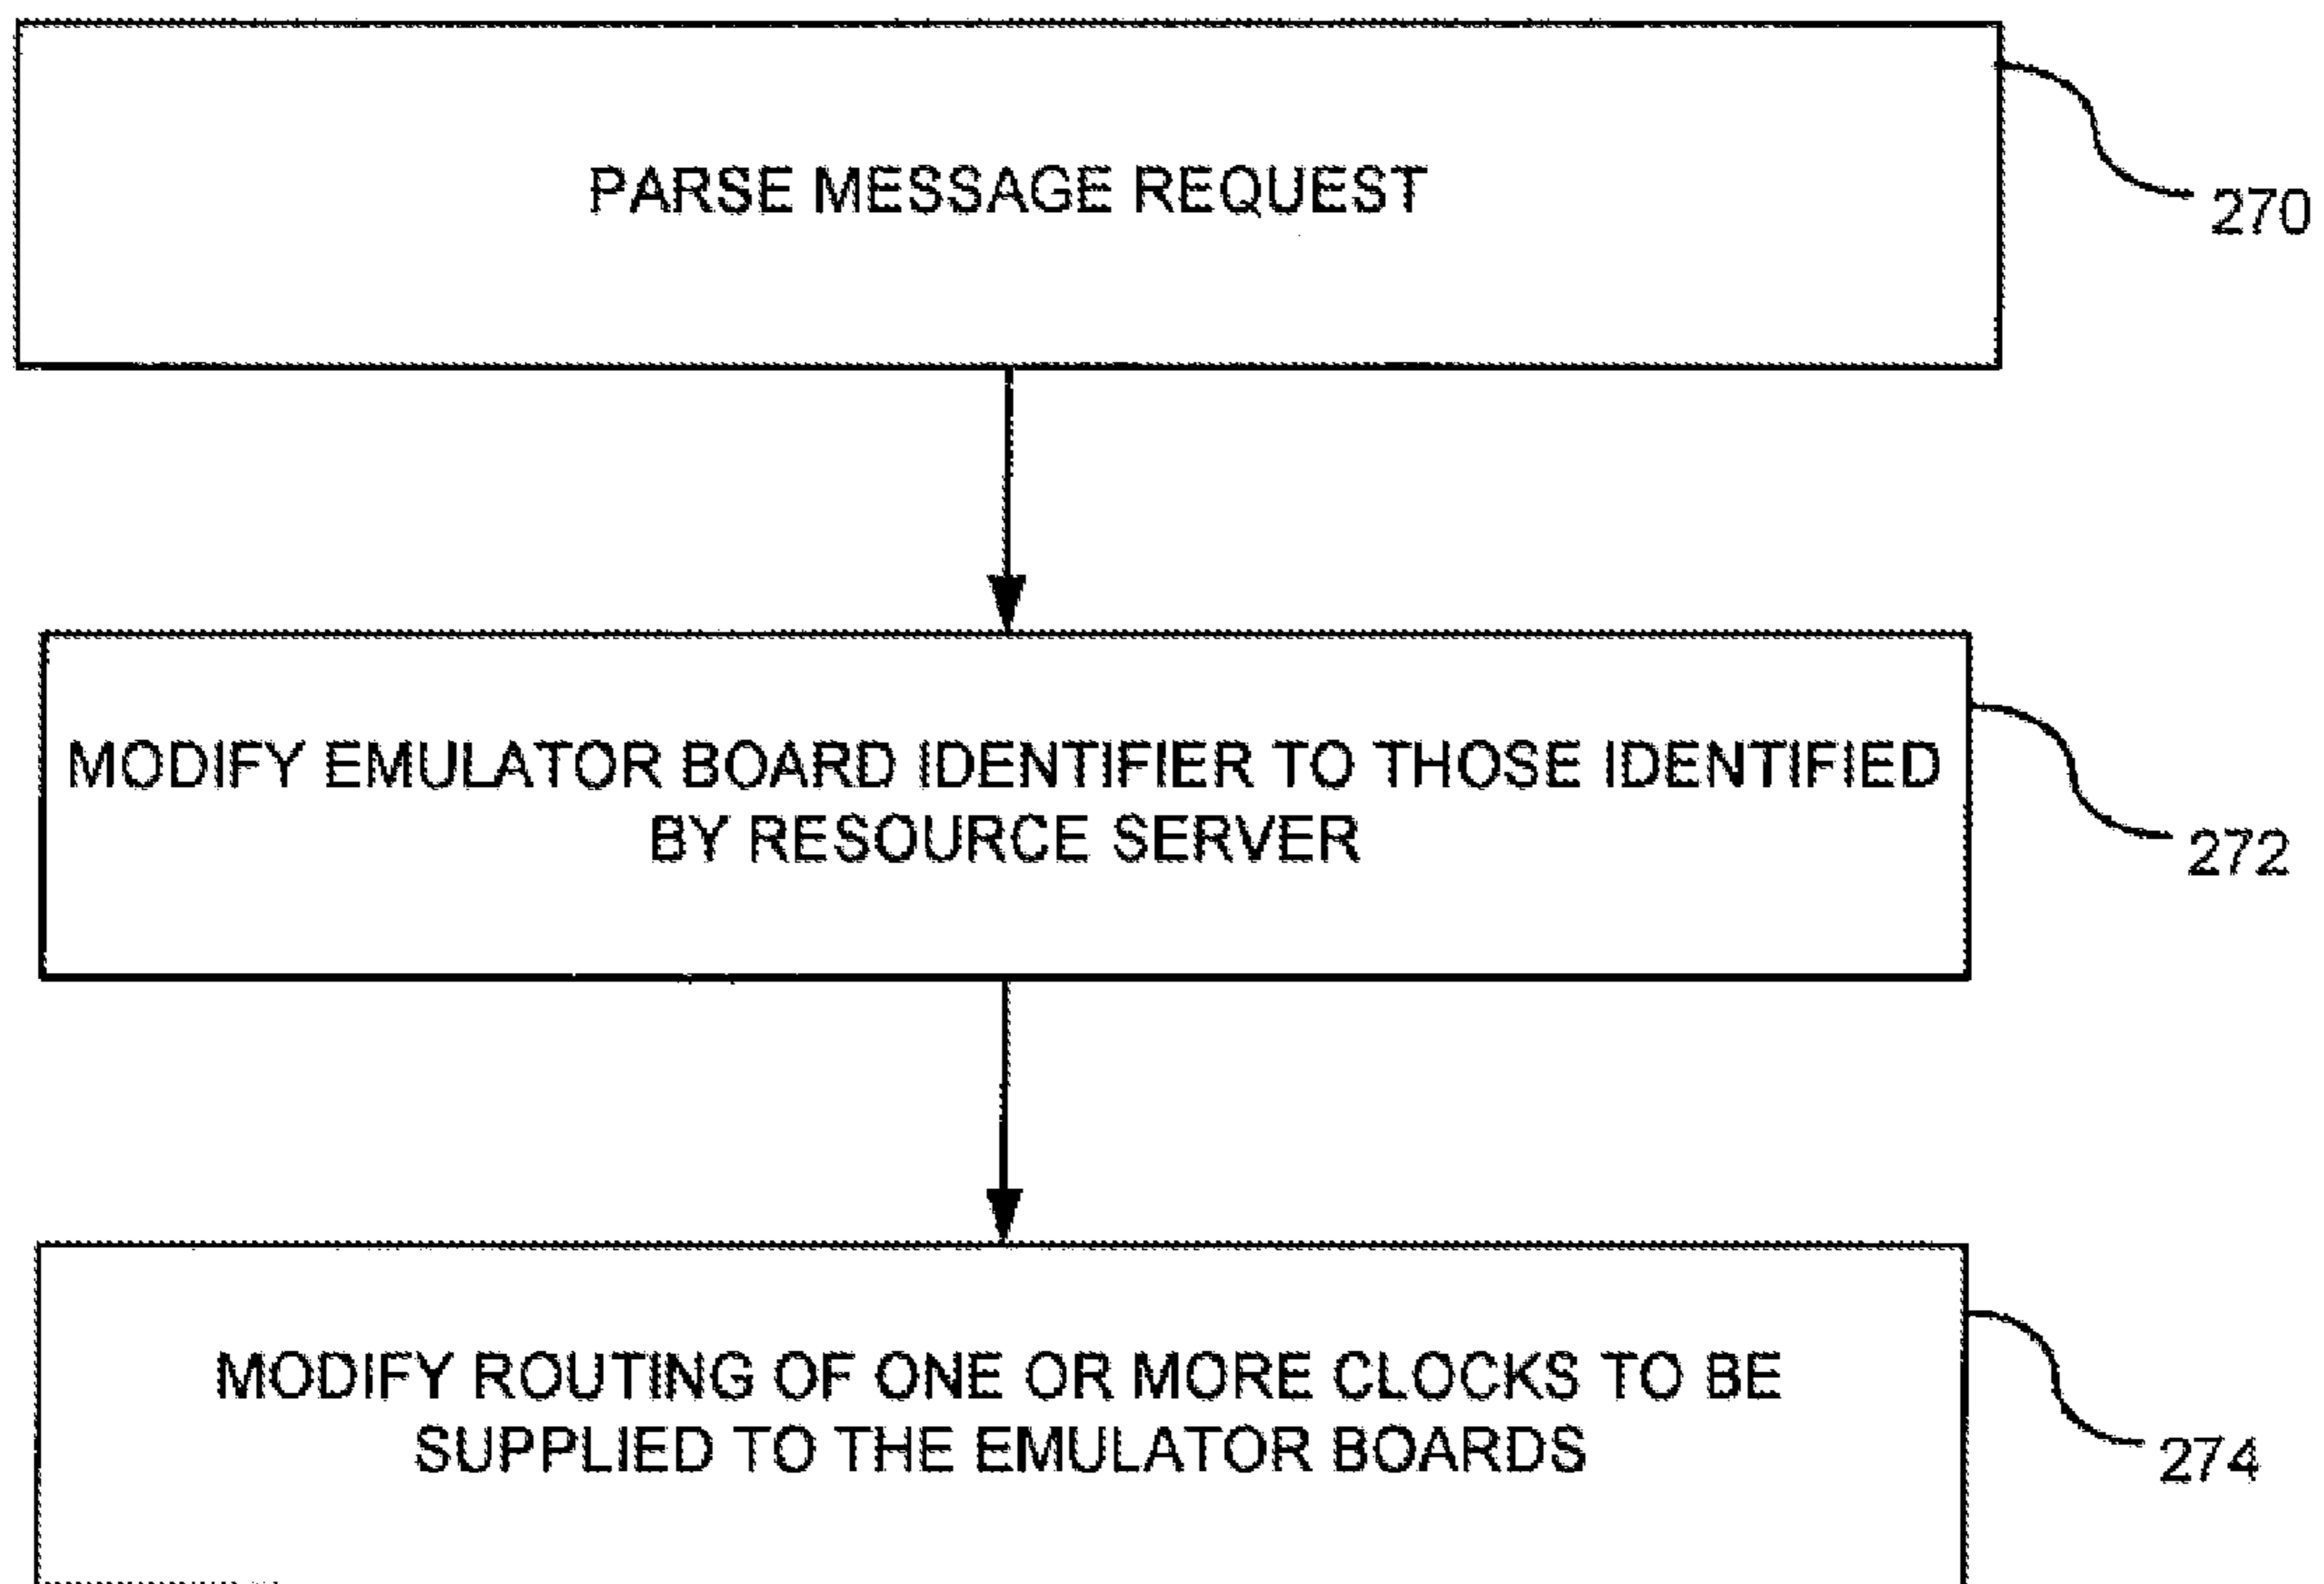 PARSE MESSAGE REQUEST
270
MODIFY EMULATOR BOARD IDENTIFIER TO THOSE IDENTIFIED
BY RESOURCE SERVER
272
MODIFY ROUTING OF ONE OR MORE CLOCKS TO BE
SUPPLIED TO THE EMULATOR BOARDS
274